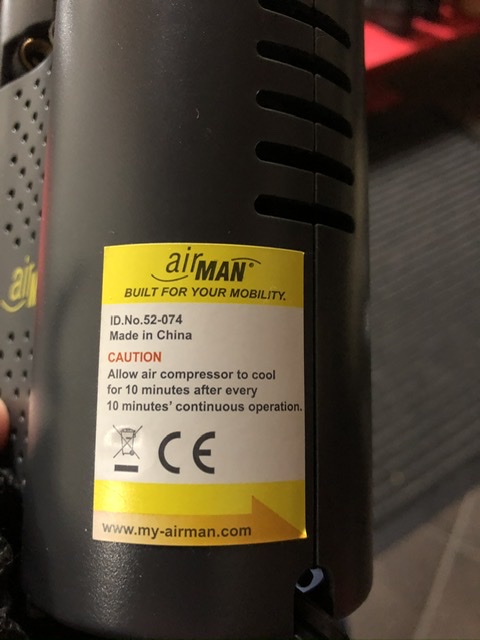 airMAN®
BUILT FOR YOUR MOBILITY.
ID.No.52-074
Made in China
CAUTION
Allow air compressor to cool
for 10 minutes after every
10 minutes' continuous operation.
CE
www.my-airman.com